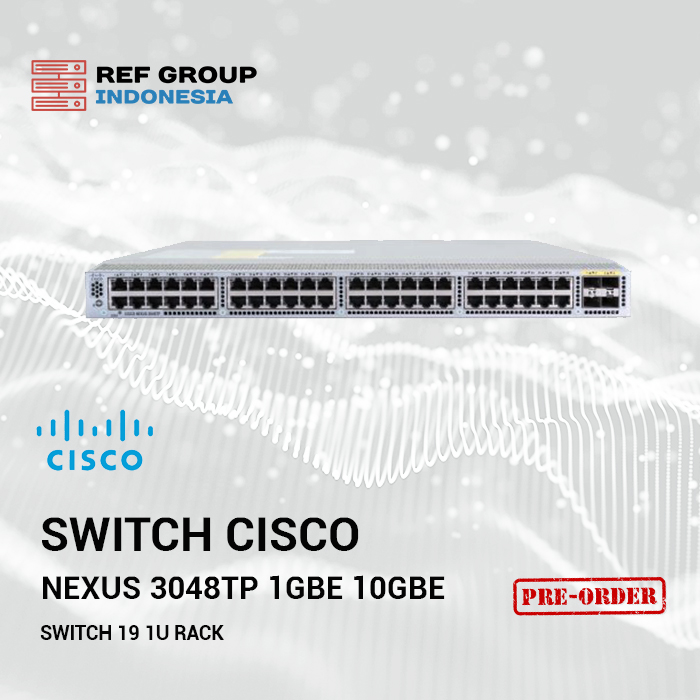 REF GROUP
INDONESIA
CISCO
SWITCH CISCO
NEXUS 3048TP 1GBE 10GBE
PRE-ORDER
SWITCH 19 1U RACK